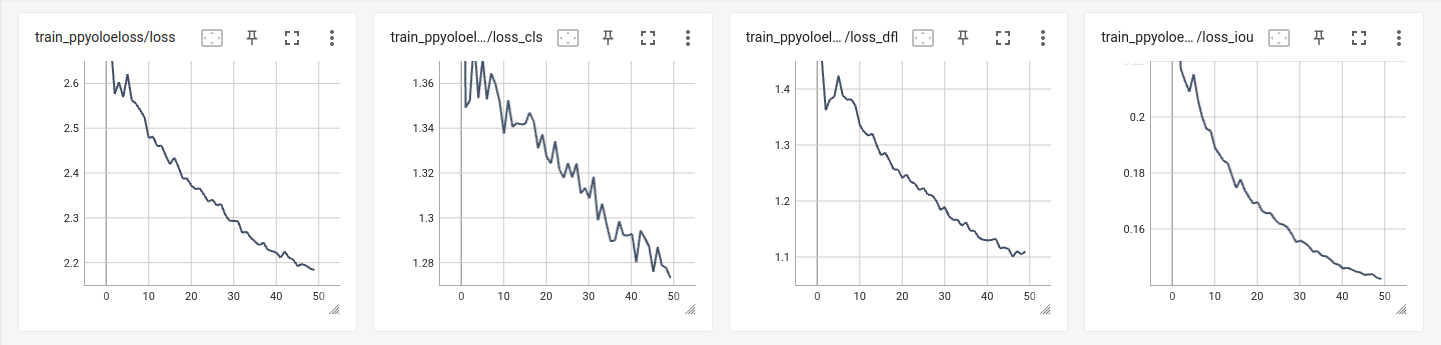 train_ppyoloeloss/loss
2.6
2.5
2.4
2.3
2.2
0 10 20 30 40 50
train_ppyoloel… /loss_cls
1.36
1.34
1.32
1.3
1.28
0 10 20 30 40 50
train_ppyoloel… /loss_dfl
1.4
1.3
1.2
1.1
0 10 20 30 40 50
train_ppyoloe… /loss_iou
0.2
0.18
0.16
0 10 20 30 40 50